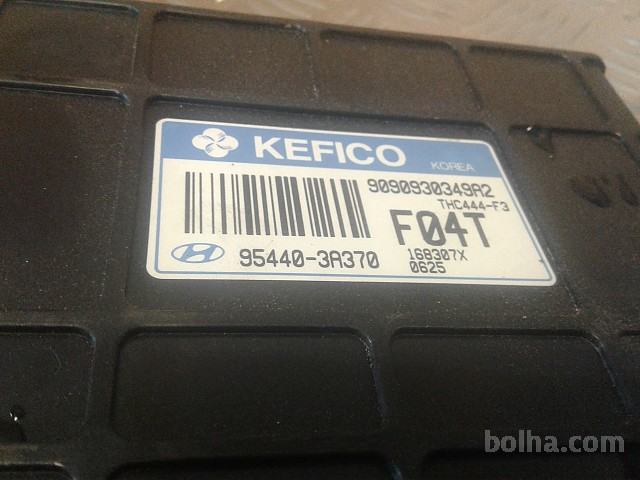 KEFICO KOREA
9090930349A2
THC444-F3
F04T
95440-3A370
168307X
0625
bolha.com